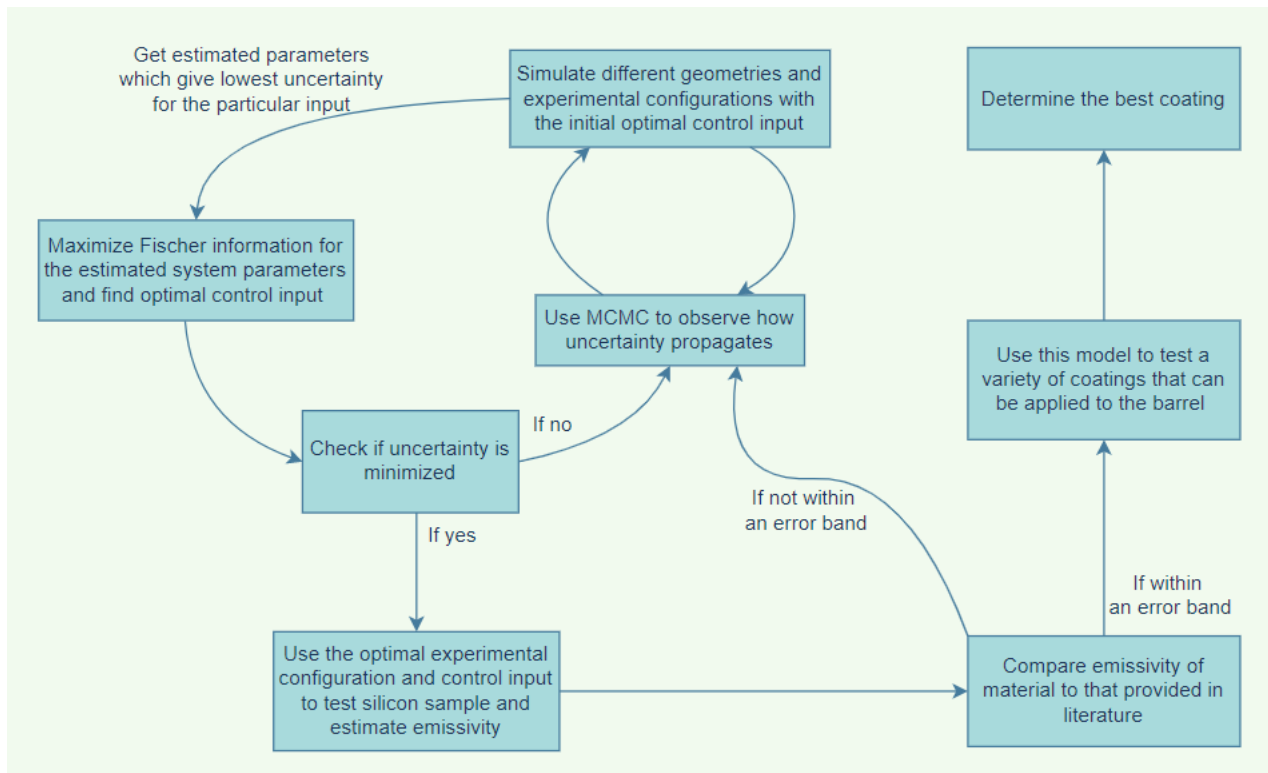 Get estimated parameters
which give lowest uncertainty
for the particular input
Simulate different geometries and
experimental configurations with
the initial optimal control input
Determine the best coating
Maximize Fischer information for
the estimated system parameters
and find optimal control input
Use MCMC to observe how
uncertainty propagates
Use this model to test a
variety of coatings that can
be applied to the barrel
Check if uncertainty is
minimized
If no
If yes
If not within
an error band
If within
an error band
Use the optimal experimental
configuration and control input
to test silicon sample and
estimate emissivity
Compare emissivity of
material to that provided in
literature